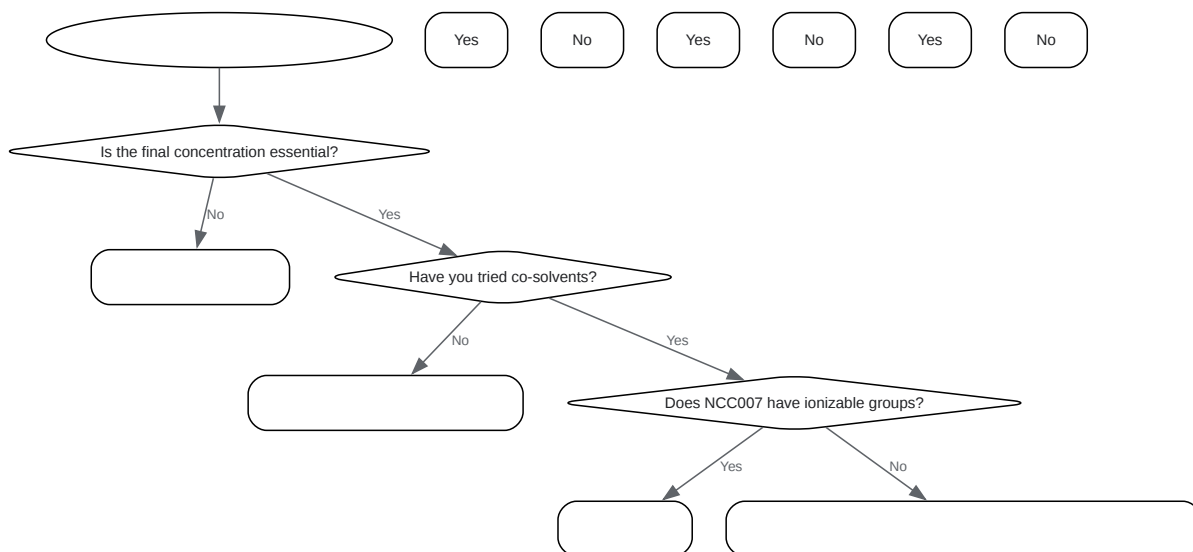 Yes
No
Yes
No
Yes
No
Is the final concentration essential?
No
Yes
Have you tried co-solvents?
No
Yes
Does NCC007 have ionizable groups?
Yes
No